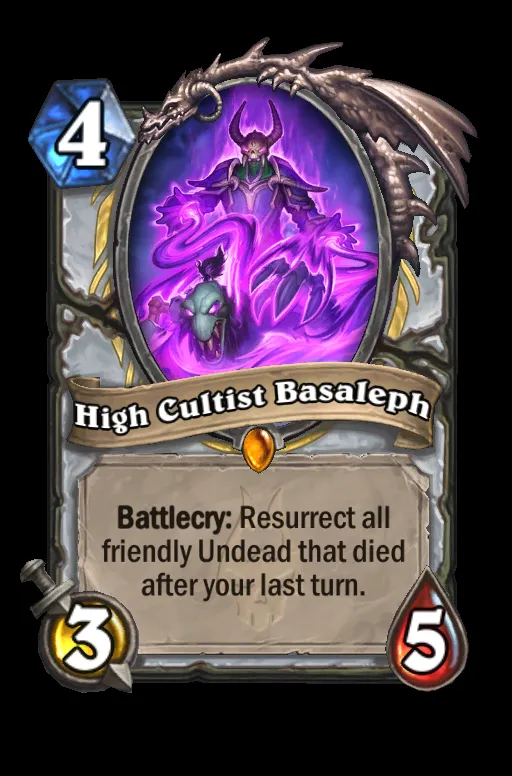 4
High Cultist Basaleph
Battlecry: Resurrect all
friendly Undead that died
after your last turn.
3
5